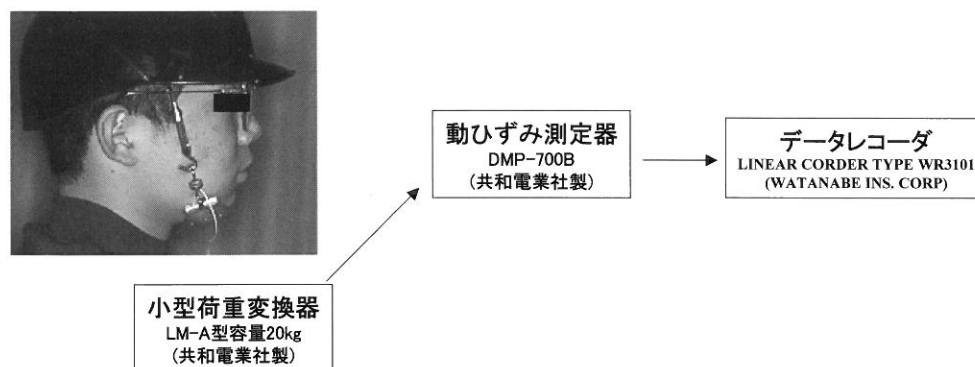 動ひずみ測定器
DMP-700B
(共和電業社製)
データレコーダ
LINEAR CORDER TYPE WR3101
(WATANABE INS. CORP)
小型荷重変換器
LM-A型容量20kg
(共和電業社製)